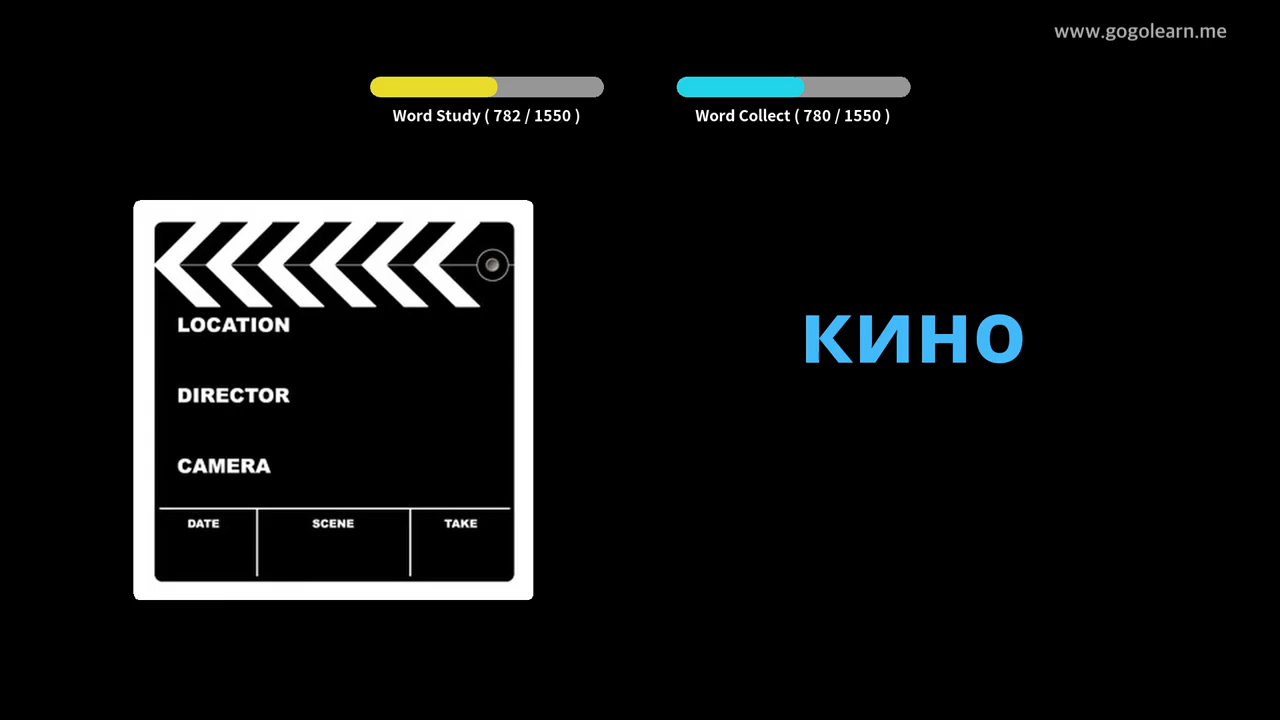 www.gogolearn.me
Word Study ( 782 / 1550 )
Word Collect ( 780 / 1550 )
LOCATION
DIRECTOR
CAMERA
DATE
SCENE
TAKE
кино